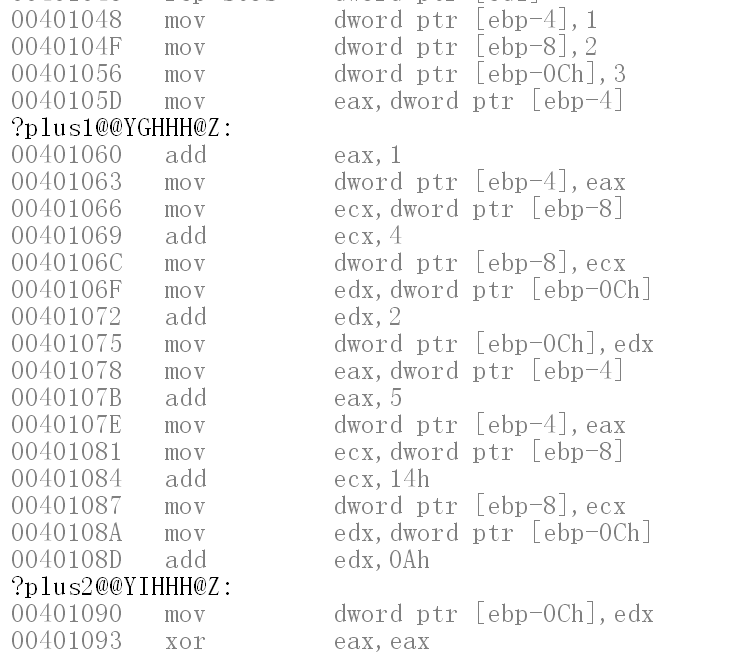 00401048 mov dword ptr [ebp-4],1
0040104F mov dword ptr [ebp-8],2
00401056 mov dword ptr [ebp-0Ch],3
0040105D mov eax,dword ptr [ebp-4]
?plus1@@YGHHH@Z:
00401060 add eax,1
00401063 mov dword ptr [ebp-4],eax
00401066 mov ecx,dword ptr [ebp-8]
00401069 add ecx,4
0040106C mov dword ptr [ebp-8],ecx
0040106F mov edx,dword ptr [ebp-0Ch]
00401072 add edx,2
00401075 mov dword ptr [ebp-0Ch],edx
00401078 mov eax,dword ptr [ebp-4]
0040107B add eax,5
0040107E mov dword ptr [ebp-4],eax
00401081 mov ecx,dword ptr [ebp-8]
00401084 add ecx,14h
00401087 mov dword ptr [ebp-8],ecx
0040108A mov edx,dword ptr [ebp-0Ch]
0040108D add edx,0Ah
?plus2@@YIHHH@Z:
00401090 mov dword ptr [ebp-0Ch],edx
00401093 xor eax,eax